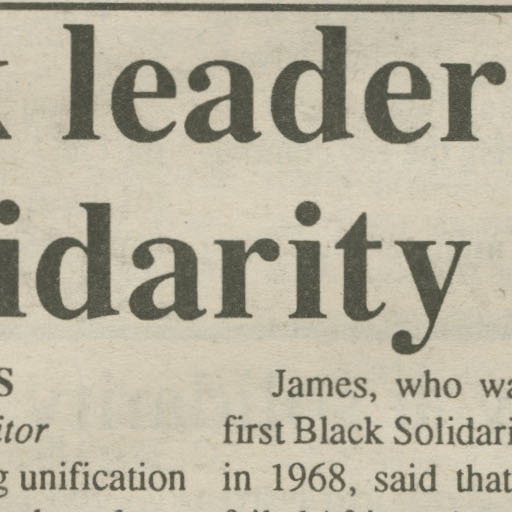 leader
idarity
S
itor
g unification
James, who wa
first Black Solidari
in 1968, said that